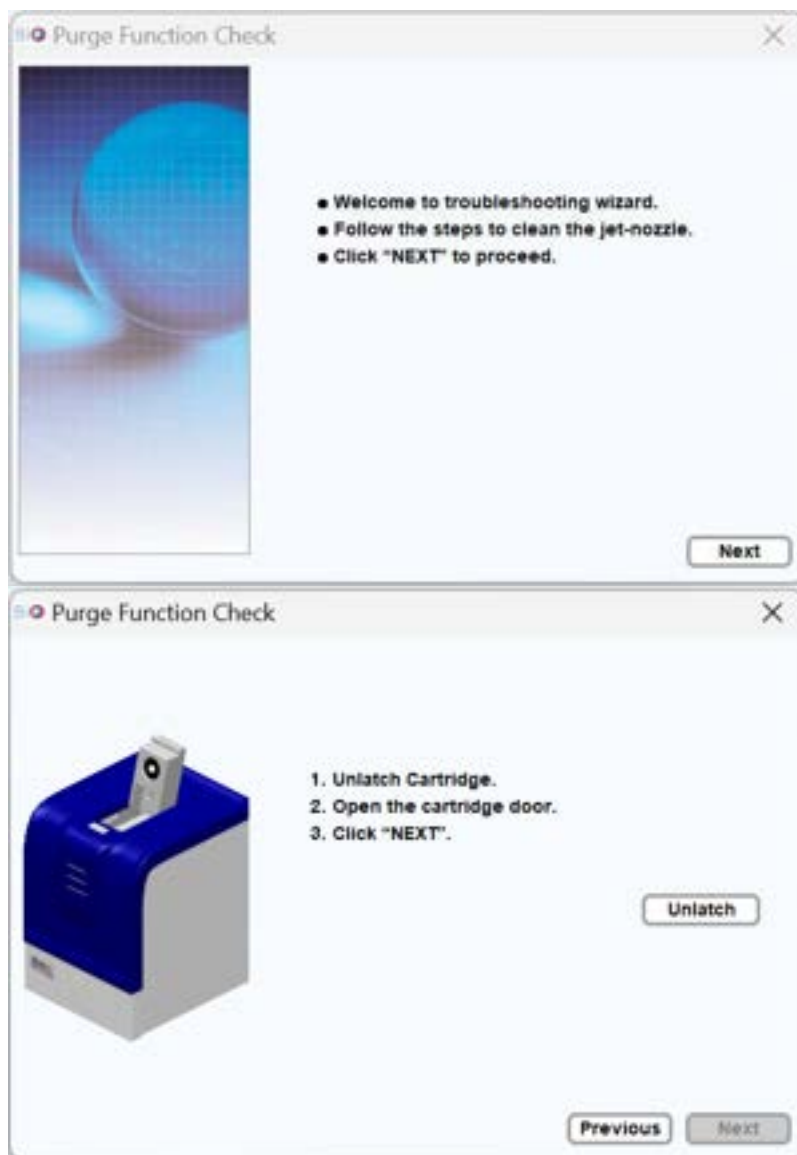 Purge Function Check
• Welcome to troubleshooting wizard.
• Follow the steps to clean the jet-nozzle.
• Click “NEXT” to proceed.
Next
Purge Function Check
1. Unlatch Cartridge.
2. Open the cartridge door.
3. Click “NEXT”.
Unlatch
Previous
Next